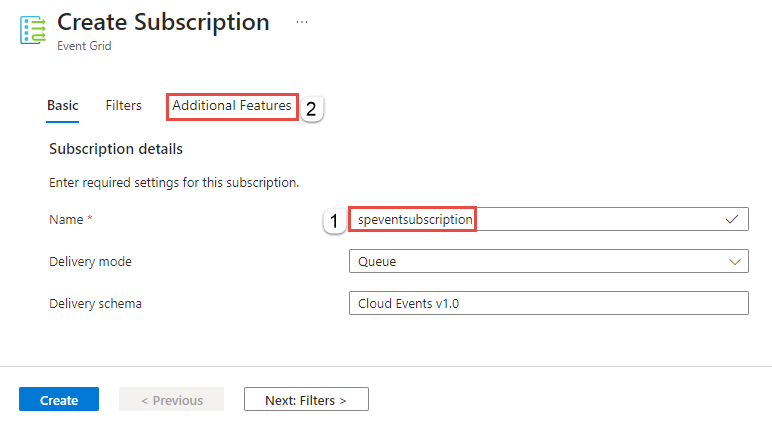 Create Subscription ...
Event Grid
Basic Filters Additional Features 2
Subscription details
Enter required settings for this subscription.
Name * 1 speventsubscription
Delivery mode Queue
Delivery schema Cloud Events v1.0
Create < Previous Next: Filters >